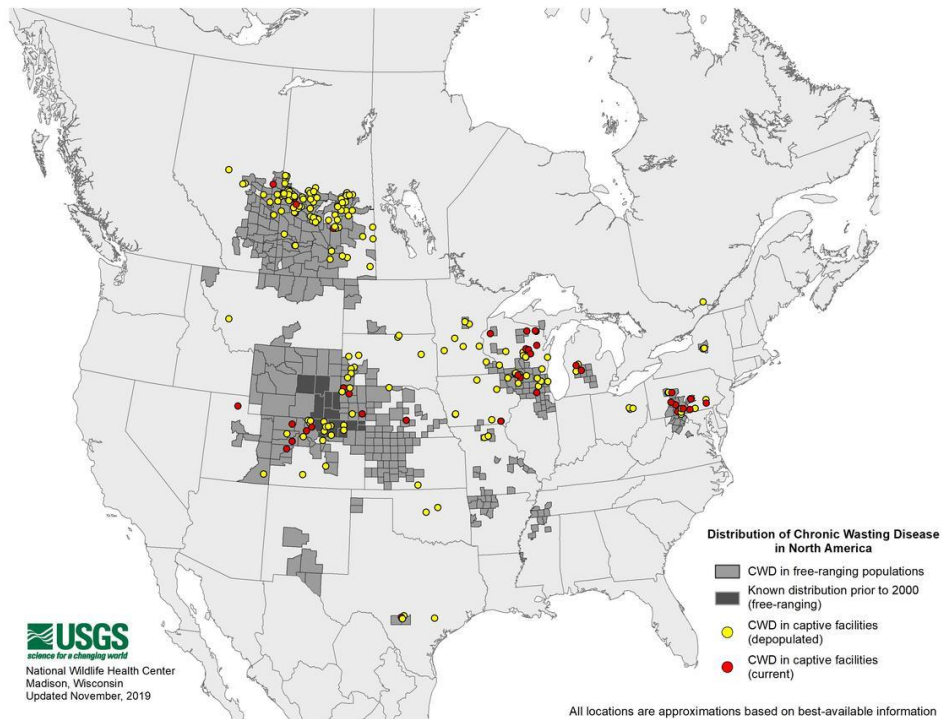 Distribution of Chronic Wasting Disease
in North America
CWD in free-ranging populations
Known distribution prior to 2000
(free-ranging)
CWD in captive facilities
(depopulated)
CWD in captive facilities
(current)
USGS
science for a changing world
National Wildlife Health Center
Madison, Wisconsin
Updated November, 2019
All locations are approximations based on best-available information